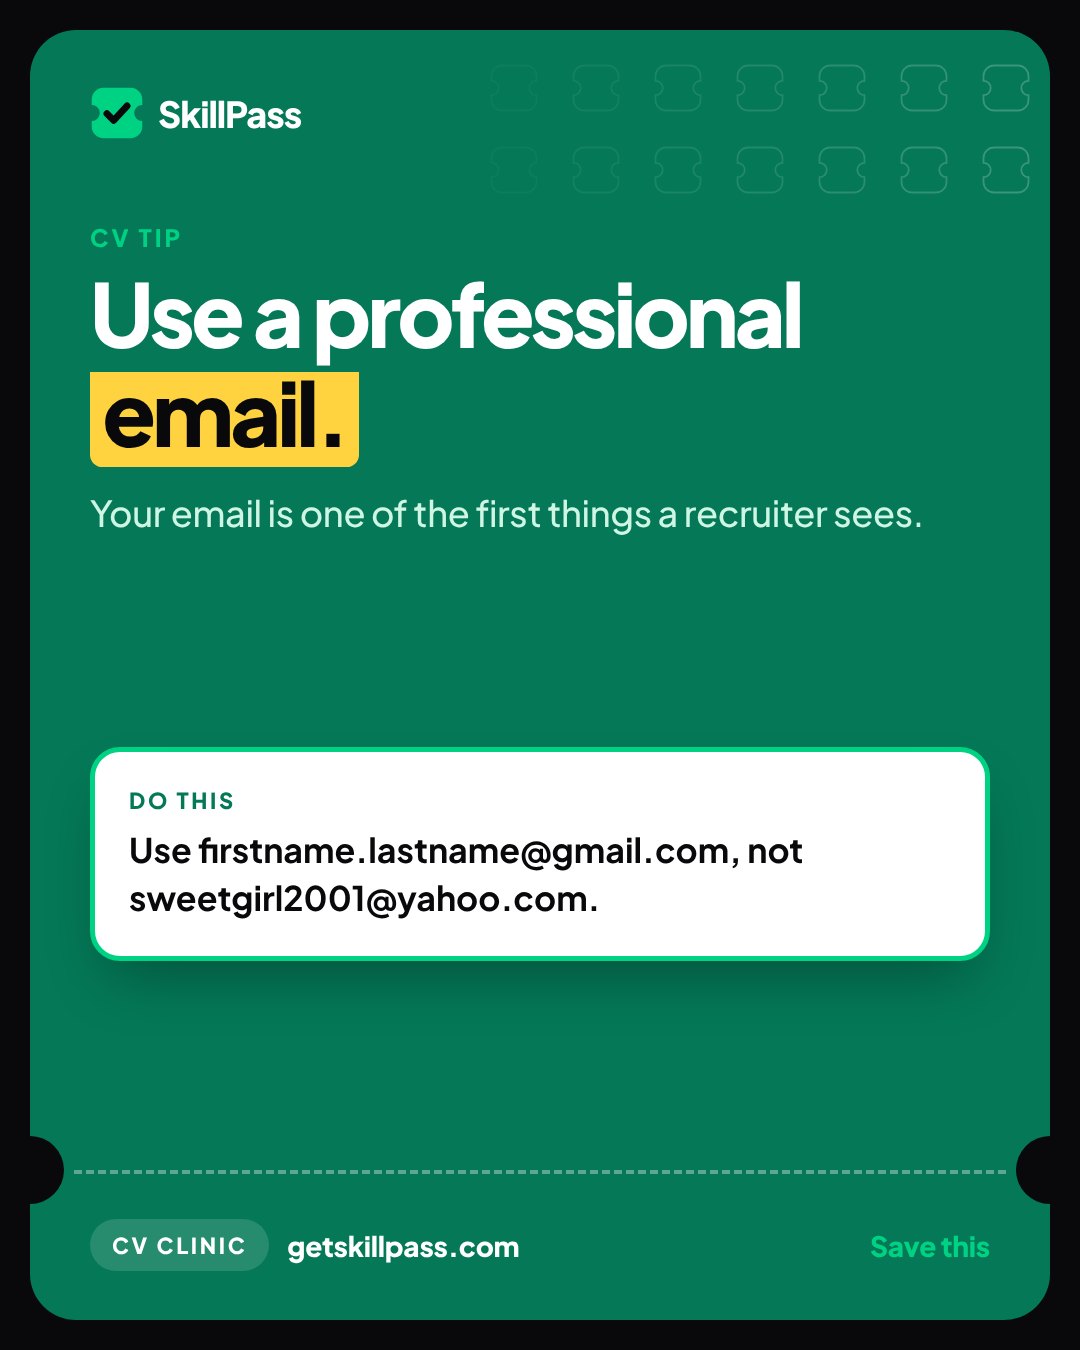 SkillPass
CV TIP
Use a professional
email.
Your email is one of the first things a recruiter sees.
DO THIS
Use firstname.lastname@gmail.com, not
sweetgirl2001@yahoo.com.
CV CLINIC getskillpass.com Save this